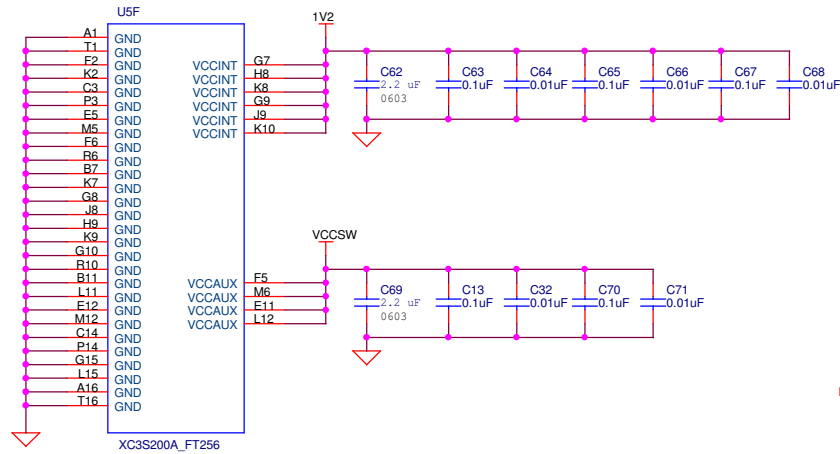 U5F
1V2
A1 GND
T1 GND
F2 GND
K2 GND
C3 GND
P3 GND
E5 GND
M5 GND
F6 GND
R6 GND
B7 GND
K7 GND
G8 GND
J8 GND
H9 GND
K9 GND
G10 GND
R10 GND
B11 GND
L11 GND
E12 GND
M12 GND
C14 GND
P14 GND
G15 GND
L15 GND
A16 GND
T16 GND
VCCINT G7
VCCINT H8
VCCINT K8
VCCINT G9
VCCINT J9
VCCINT K10
C62
2.2 uF
0603
C63
0.1uF
C64
0.01uF
C65
0.1uF
C66
0.01uF
C67
0.1uF
C68
0.01uF
VCCSW
VCCAUX F5
VCCAUX M6
VCCAUX E11
VCCAUX L12
C69
2.2 uF
0603
C13
0.1uF
C32
0.01uF
C70
0.1uF
C71
0.01uF
XC3S200A_FT256